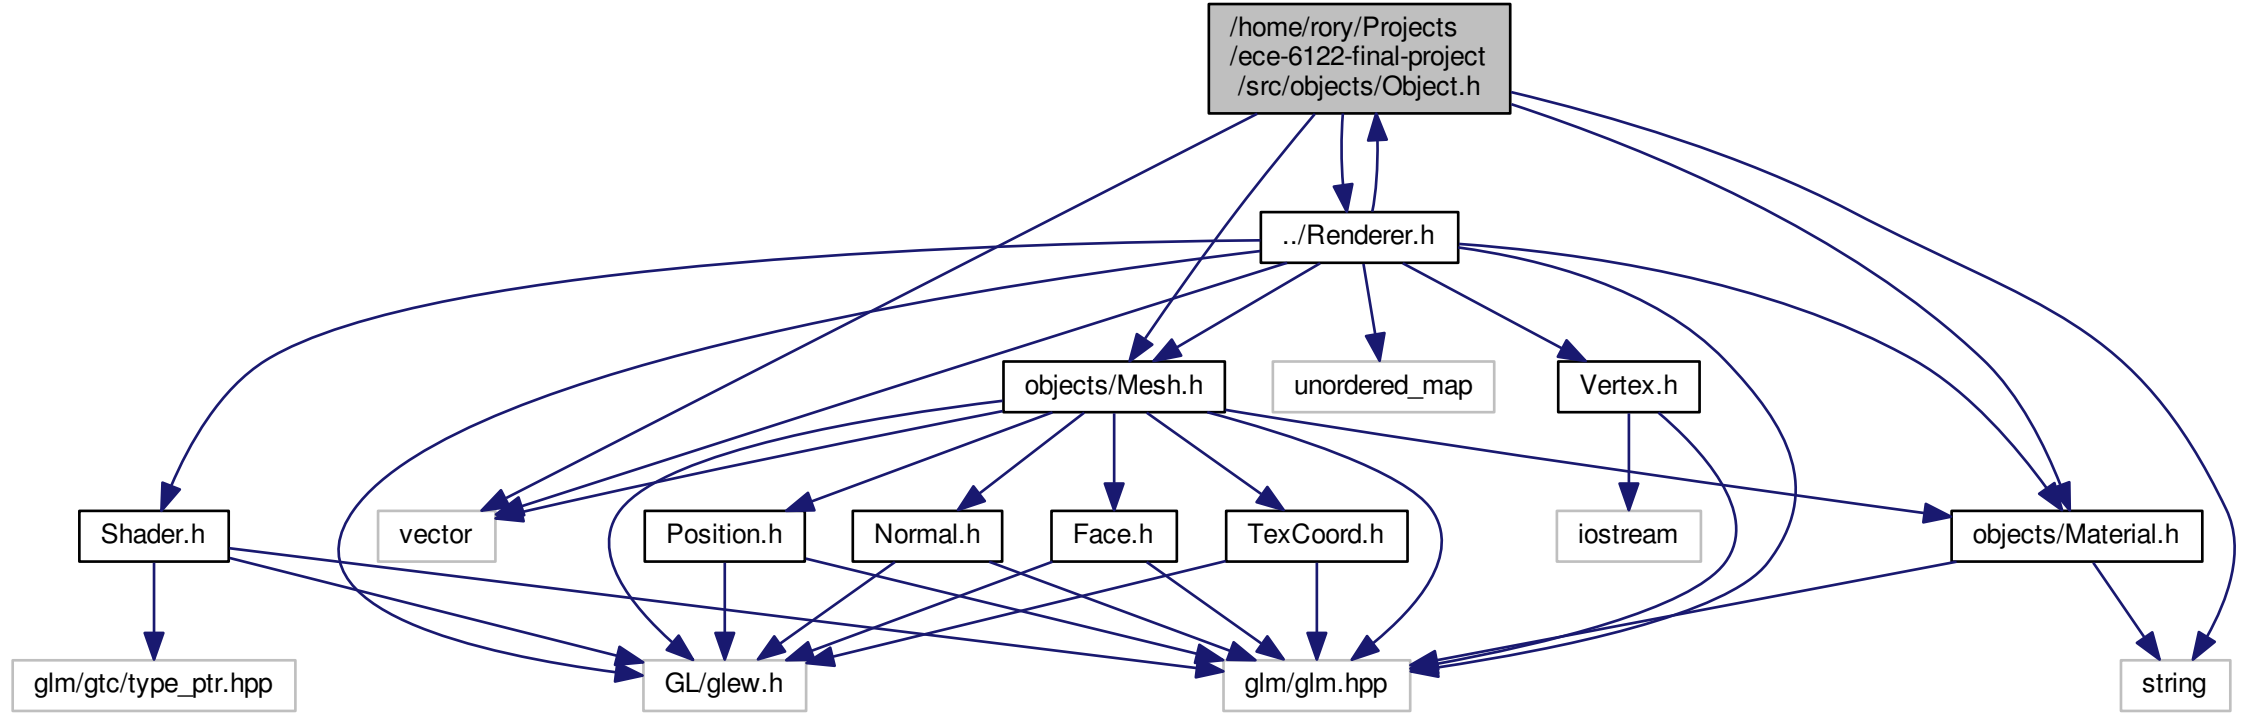 /home/rory/Projects
/ece-6122-final-project
/src/objects/Object.h
../Renderer.h
objects/Mesh.h
unordered_map
Vertex.h
Shader.h
vector
Position.h
Normal.h
Face.h
TexCoord.h
iostream
objects/Material.h
glm/gtc/type_ptr.hpp
GL/glew.h
glm/glm.hpp
string